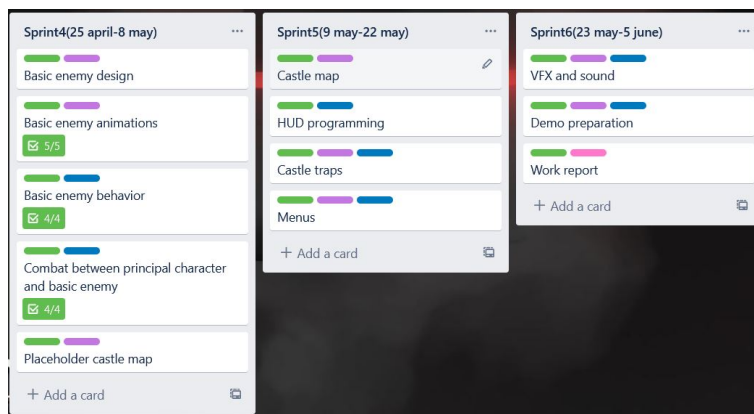 Sprint4(25 april-8 may)
Basic enemy design
Basic enemy animations
5/5
Basic enemy behavior
4/4
Combat between principal character
and basic enemy
4/4
Placeholder castle map
+ Add a card
Sprint5(9 may-22 may)
Castle map
HUD programming
Castle traps
Menus
+ Add a card
Sprint6(23 may-5 june)
VFX and sound
Demo preparation
Work report
+ Add a card